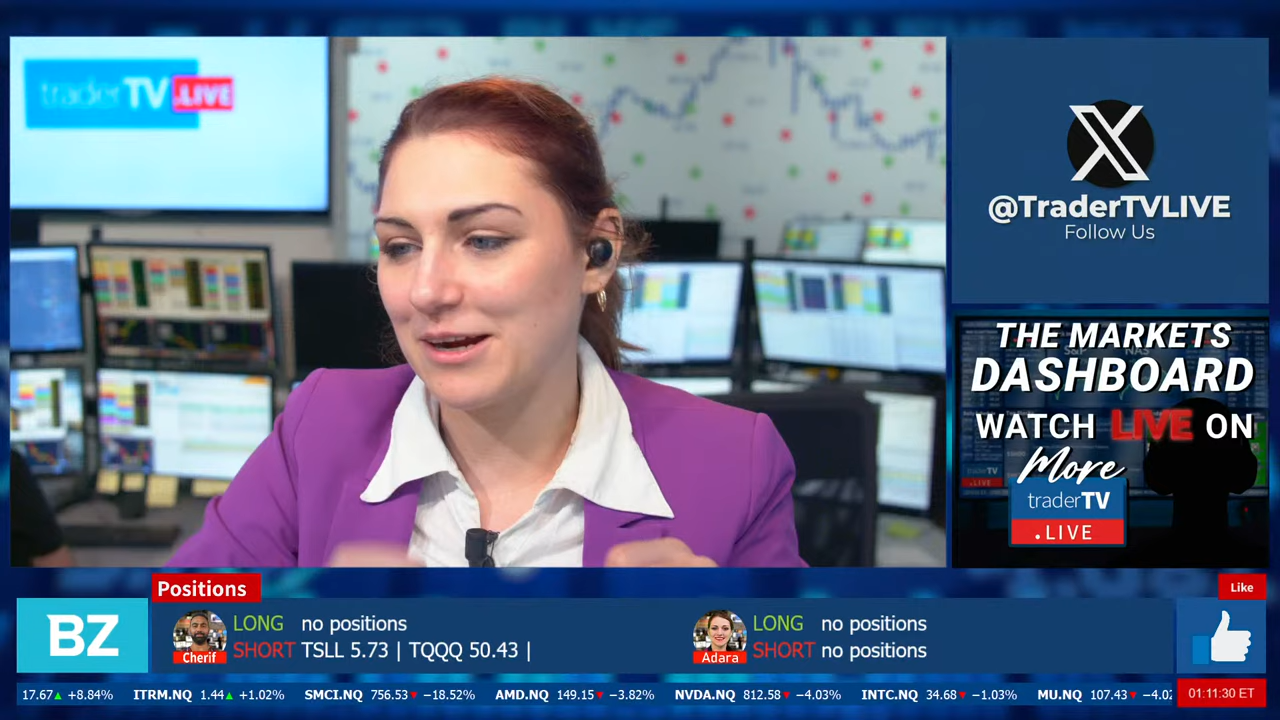 traderTV.LIVE
X
@TraderTVLIVE
Follow Us
THE MARKETS
DASHBOARD
WATCH LIVE ON
More
traderTV
.LIVE
traderTV
.LIVE
Positions
BZ
Cherif
LONG no positions
SHORT TSLL 5.73 | TQQQ 50.43 |
Adara
LONG no positions
SHORT no positions
Like
17.67▲ +8.84% ITRM.NQ 1.44▲ +1.02% SMCI.NQ 756.53▼ −18.52% AMD.NQ 149.15▼ −3.82% NVDA.NQ 812.58▼ −4.03% INTC.NQ 34.68▼ −1.03% MU.NQ 107.43▼ −4.02
01:11:30 ET